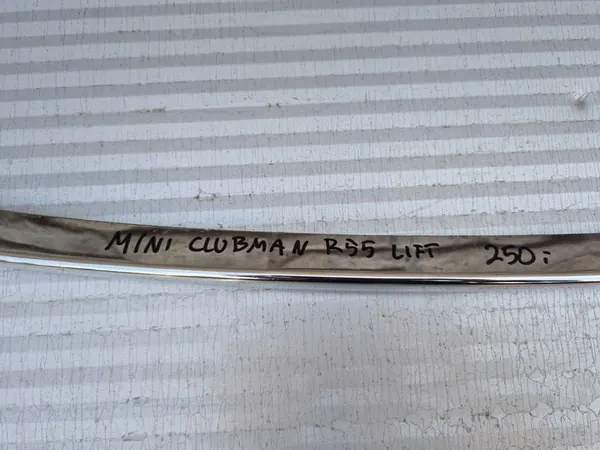 MINI CLUBMAN R55 LIFT 250;